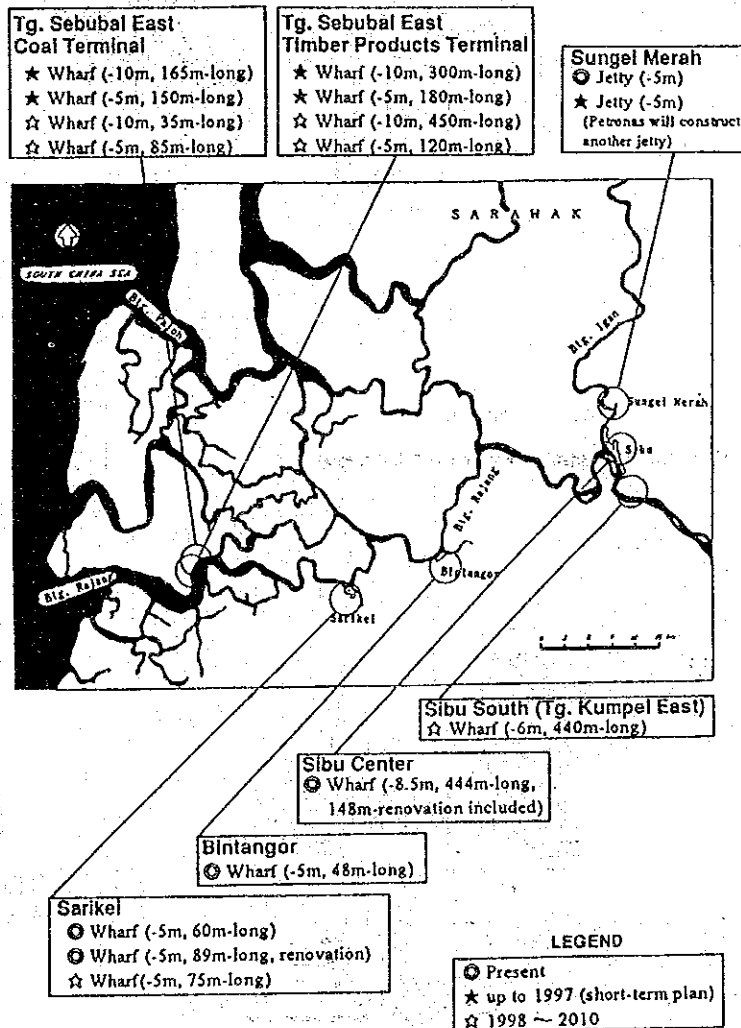 Tg. Sebubal East
Coal Terminal
★ Wharf (-10m, 165m-long)
★ Wharf (-5m, 150m-long)
☆ Wharf (-10m, 35m-long)
☆ Wharf (-5m, 85m-long)
Tg. Sebubal East
Timber Products Terminal
★ Wharf (-10m, 300m-long)
★ Wharf (-5m, 180m-long)
☆ Wharf (-10m, 450m-long)
☆ Wharf (-5m, 120m-long)
Sungei Merah
◎ Jetty (-5m)
★ Jetty (-5m)
(Petronas will construct
another jetty)
SARAHAK
SOUTH CHINA SEA
Btg. Pajoh
Btg. Igan
Sungei Merah
Sibu
Btg. Rajang
Bintangor
Btg. Rajang
Sarikei
Sibu South (Tg. Kumpel East)
☆ Wharf (-6m, 440m-long)
Sibu Center
◎ Wharf (-8.5m, 444m-long,
148m-renovation included)
Bintangor
◎ Wharf (-5m, 48m-long)
Sarikei
◎ Wharf (-5m, 60m-long)
◎ Wharf (-5m, 89m-long, renovation)
☆ Wharf(-5m, 75m-long)
LEGEND
◎ Present
★ up to 1997 (short-term plan)
☆ 1998 ~ 2010